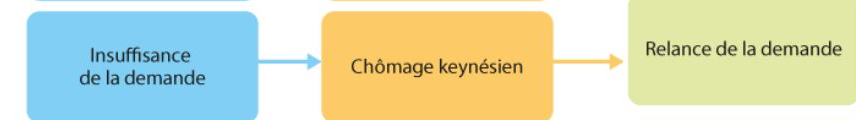 Insuffisance
de la demande
Chômage keynésien
Relance de la demande